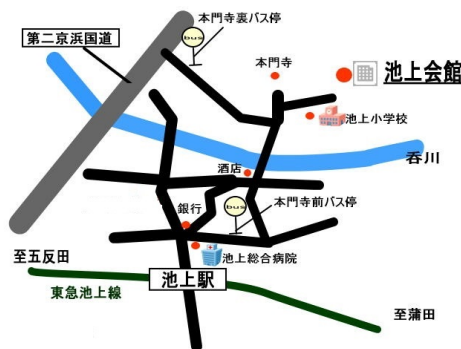 本門寺裏バス停
bus
第二京浜国道
本門寺
池上会館
池上小学校
呑川
酒店
銀行
bus
本門寺前バス停
池上総合病院
至五反田
池上駅
東急池上線
至蒲田